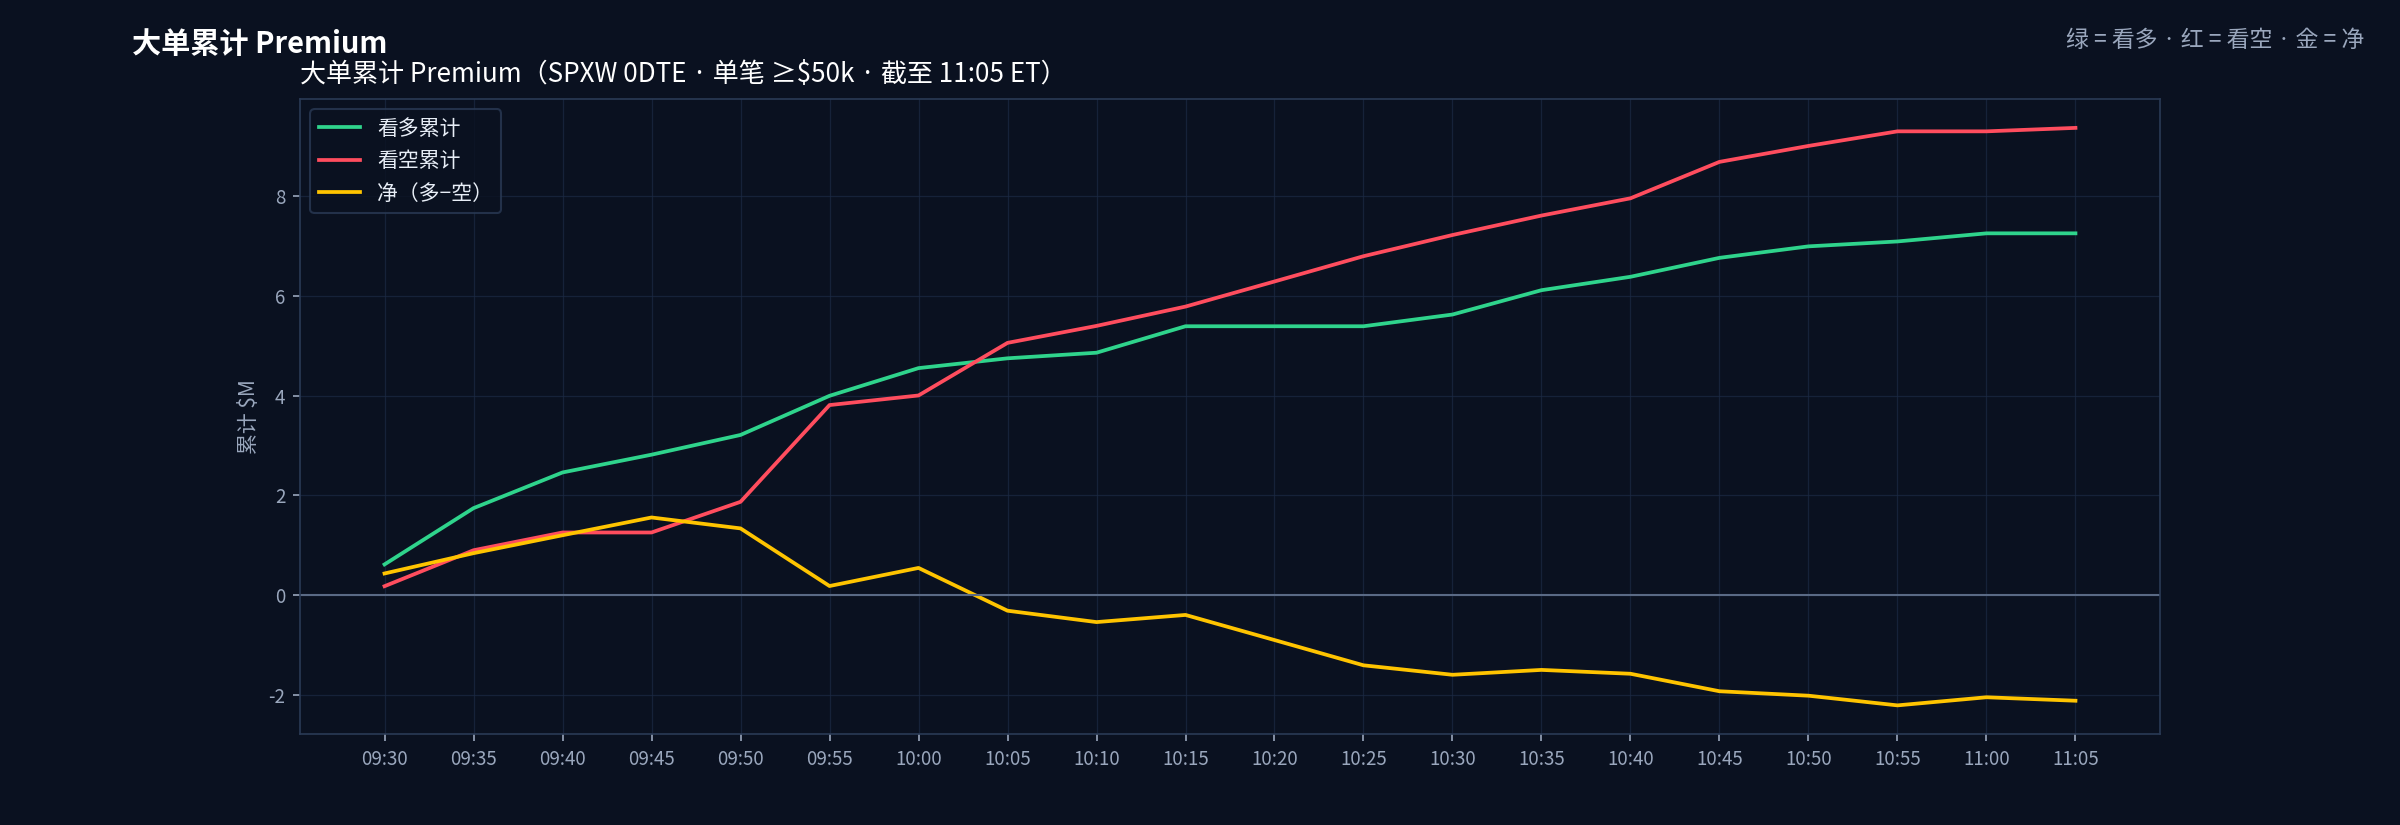 大单累计 Premium
绿 = 看多 · 红 = 看空 · 金 = 净
大单累计 Premium（SPXW 0DTE · 单笔 ≥$50k · 截至 11:05 ET）
看多累计
看空累计
净（多−空）
累计 $M
8
6
4
2
0
-2
09:30 09:35 09:40 09:45 09:50 09:55 10:00 10:05 10:10 10:15 10:20 10:25 10:30 10:35 10:40 10:45 10:50 10:55 11:00 11:05